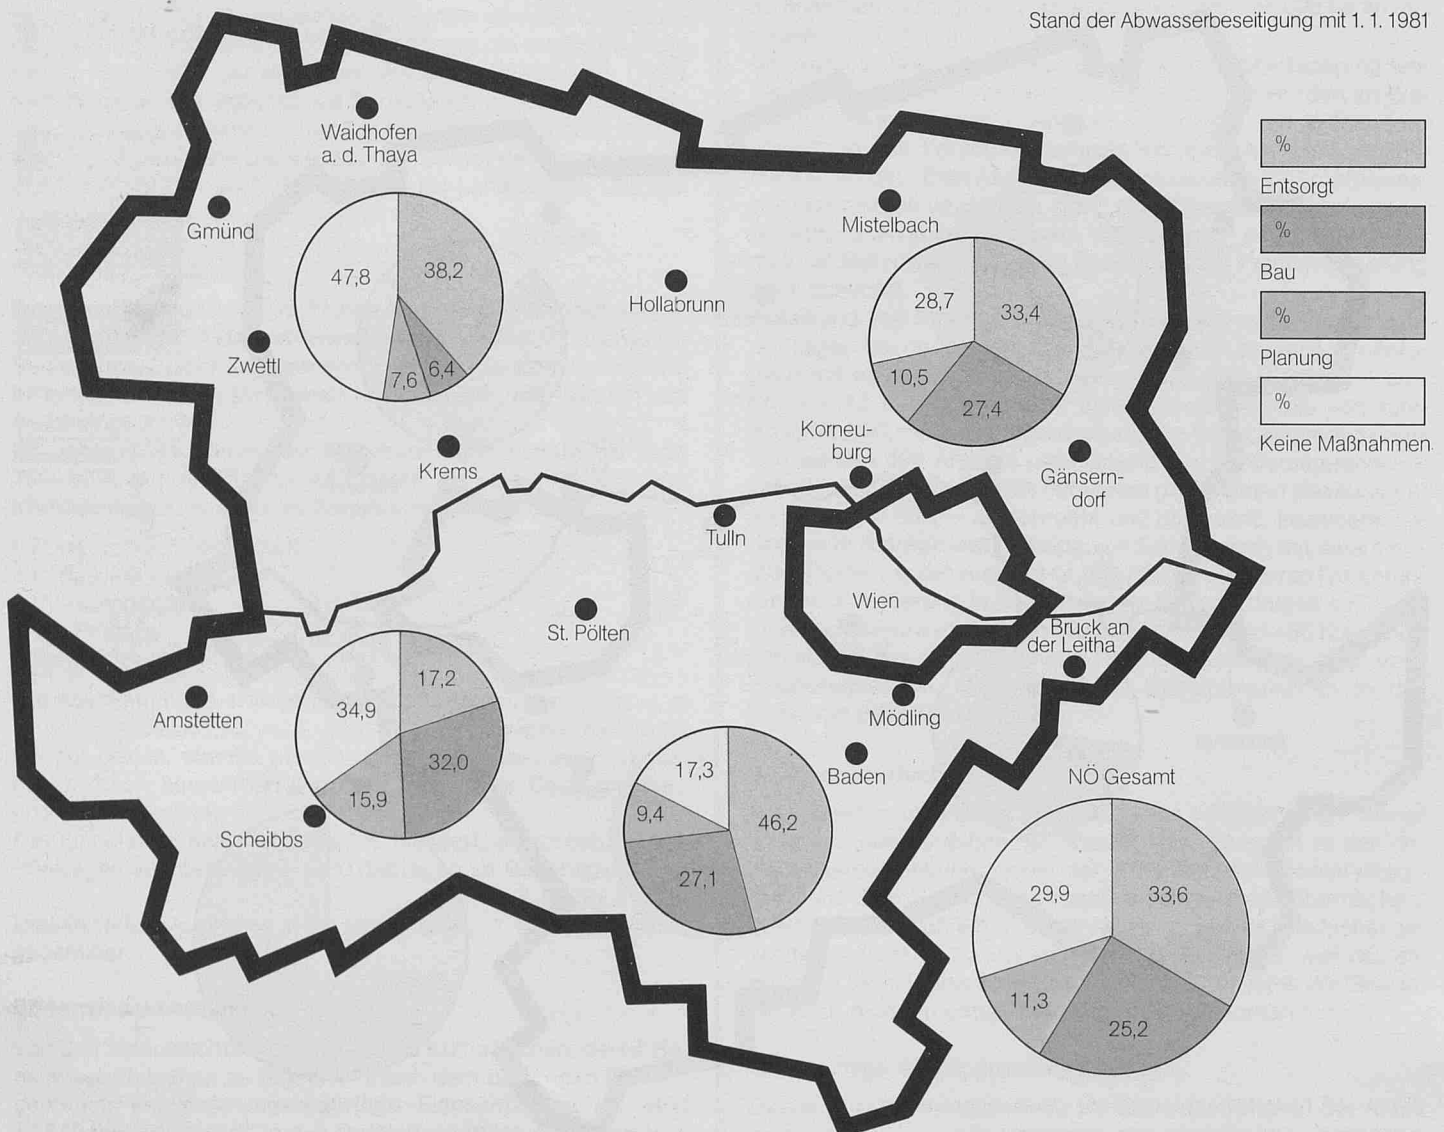 Stand der Abwasserbeseitigung mit 1. 1. 1981
%
Entsorgt
%
Bau
%
Planung
%
Keine Maßnahmen
Waidhofen
a. d. Thaya
Gmünd
Zwettl
Krems
Hollabrunn
Mistelbach
Korneu-
burg
Gänsern-
dorf
Tulln
Wien
St. Pölten
Bruck an
der Leitha
Mödling
Baden
Amstetten
Scheibbs
47,8
38,2
7,6
6,4
28,7
33,4
10,5
27,4
34,9
17,2
15,9
32,0
17,3
46,2
9,4
27,1
NÖ Gesamt
29,9
33,6
11,3
25,2